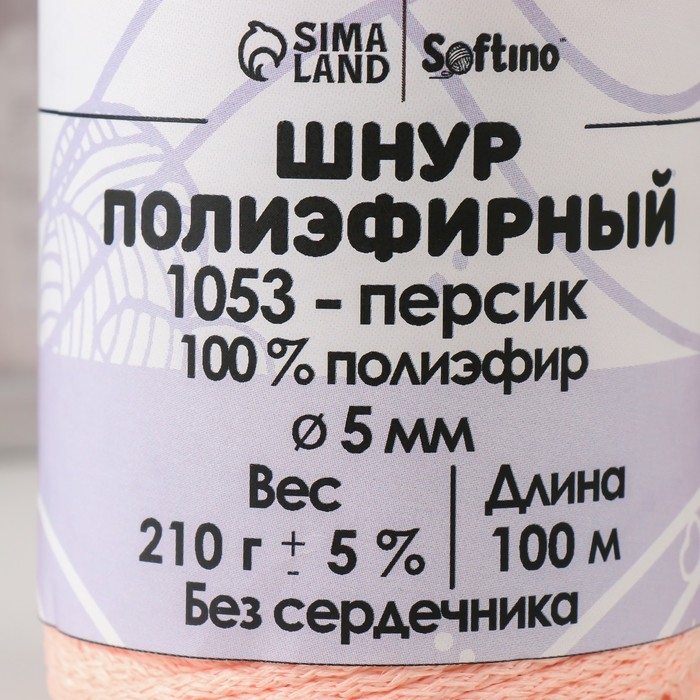 SIMA LAND Softino
ШНУР
ПОЛИЭФИРНЫЙ
1053 - персик
100 % полиэфир
ø 5 мм
Вес Длина
210 г ± 5 % 100 м
Без сердечника